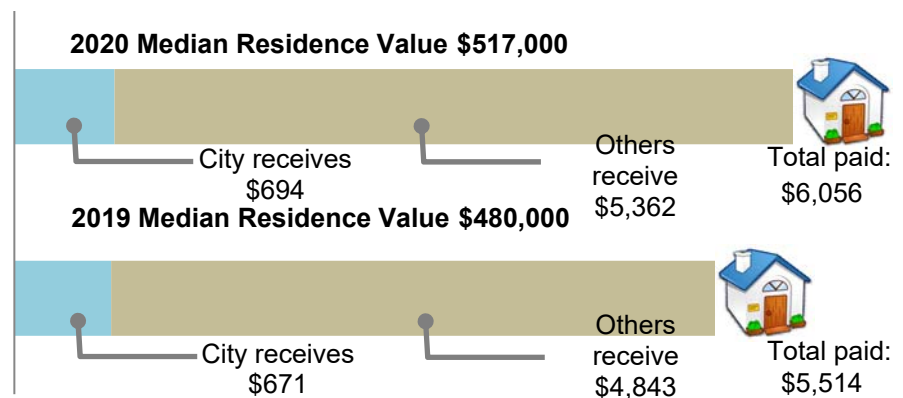 2020 Median Residence Value $517,000
City receives
$694
Others
receive
$5,362
Total paid:
$6,056
2019 Median Residence Value $480,000
City receives
$671
Others
receive
$4,843
Total paid:
$5,514